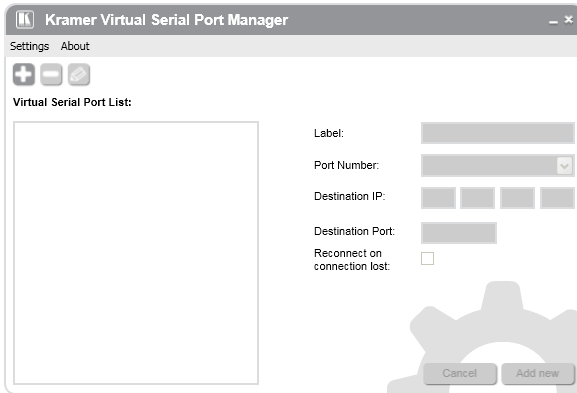 K Kramer Virtual Serial Port Manager
Settings About
Virtual Serial Port List:
Label:
Port Number:
Destination IP:
Destination Port:
Reconnect on
connection lost:
Cancel Add new